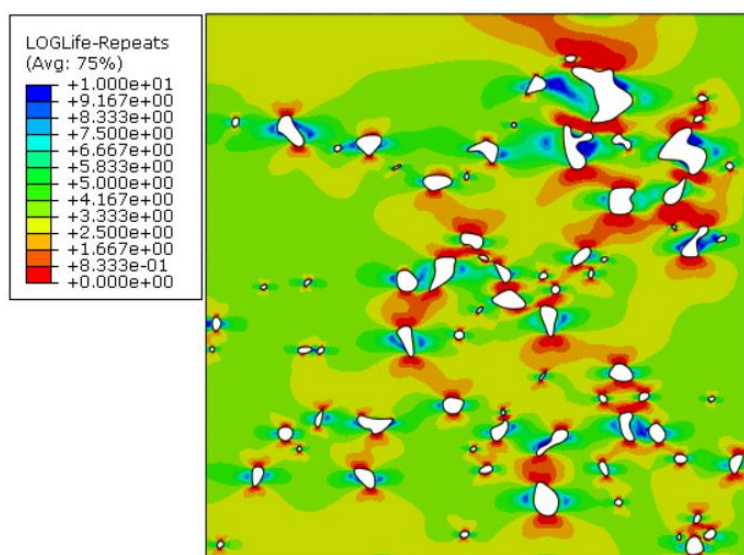 LOGLife-Repeats
(Avg: 75%)
+1.000e+01
+9.167e+00
+8.333e+00
+7.500e+00
+6.667e+00
+5.833e+00
+5.000e+00
+4.167e+00
+3.333e+00
+2.500e+00
+1.667e+00
+8.333e-01
+0.000e+00